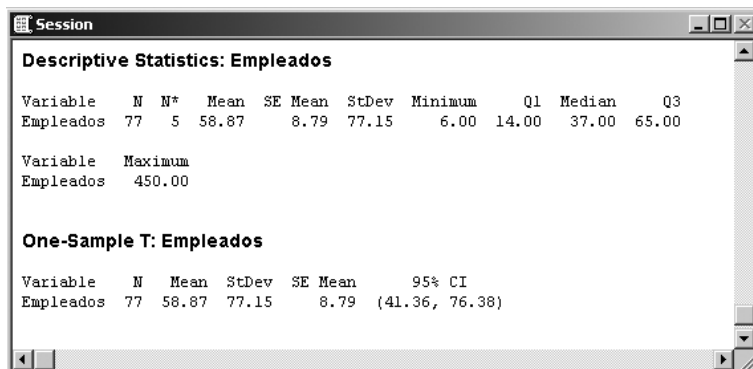 Session
Descriptive Statistics: Empleados
Variable N N* Mean SE Mean StDev Minimum Q1 Median Q3
Empleados 77 5 58.87 8.79 77.15 6.00 14.00 37.00 65.00
Variable Maximum
Empleados 450.00
One-Sample T: Empleados
Variable N Mean StDev SE Mean 95% CI
Empleados 77 58.87 77.15 8.79 (41.36, 76.38)